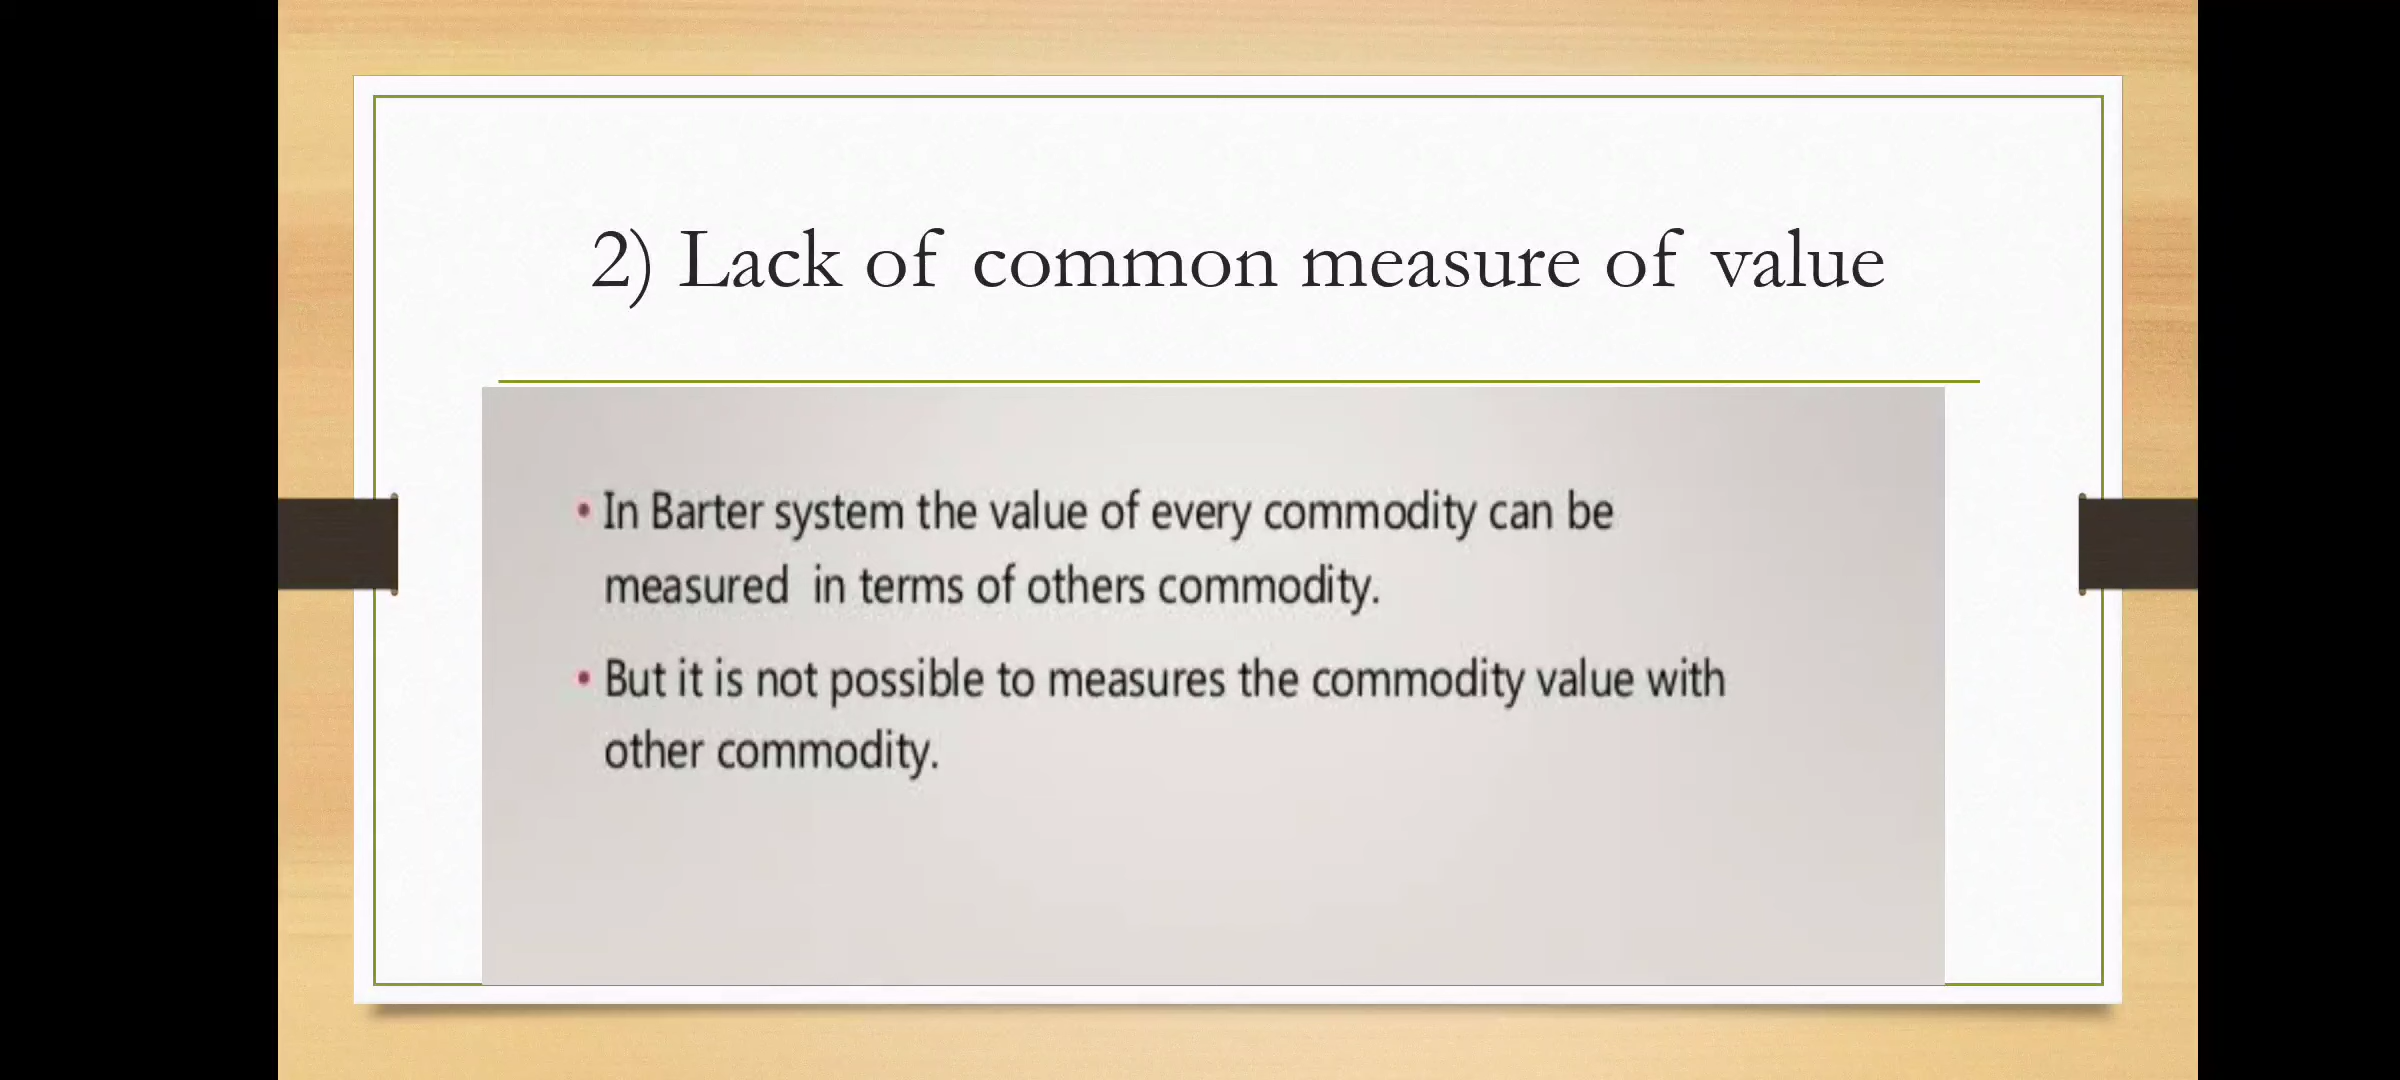 2) Lack of common measure of value
• In Barter system the value of every commodity can be
measured in terms of others commodity.
• But it is not possible to measures the commodity value with
other commodity.